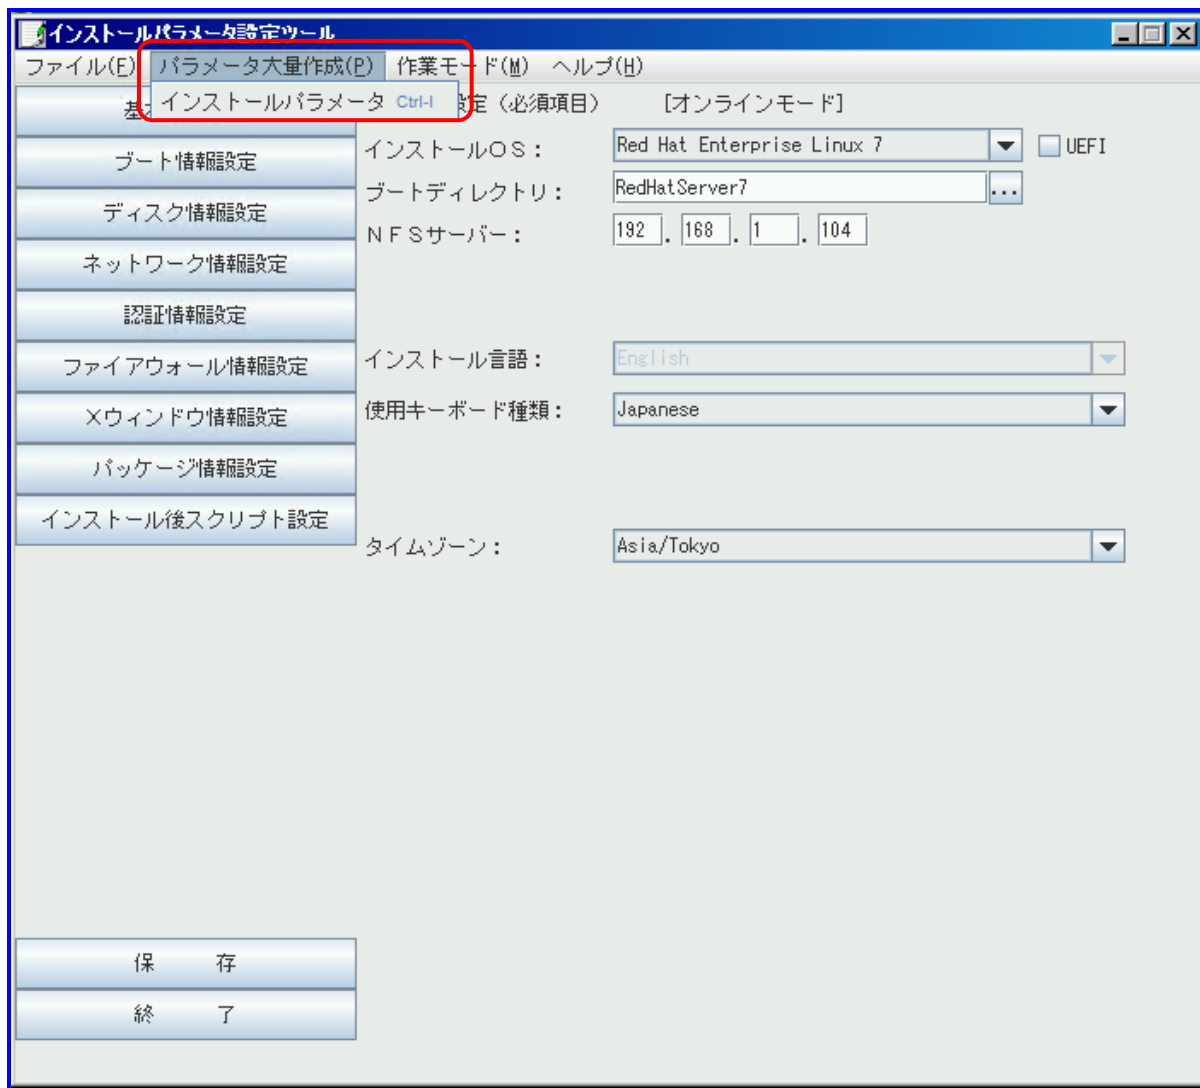 インストールパラメータ設定ツール
ファイル(F) パラメータ大量作成(P) 作業モード(M) ヘルプ(H)
インストールパラメータ Ctrl-I
基 設定（必須項目） [オンラインモード]
インストールＯＳ： Red Hat Enterprise Linux 7 UEFI
ブート情報設定
ブートディレクトリ： RedHatServer7 ...
ディスク情報設定
ＮＦＳサーバー： 192 . 168 . 1 . 104
ネットワーク情報設定
認証情報設定
ファイアウォール情報設定
インストール言語： English
Ｘウィンドウ情報設定
使用キーボード種類： Japanese
パッケージ情報設定
インストール後スクリプト設定
タイムゾーン： Asia/Tokyo
保 存
終 了